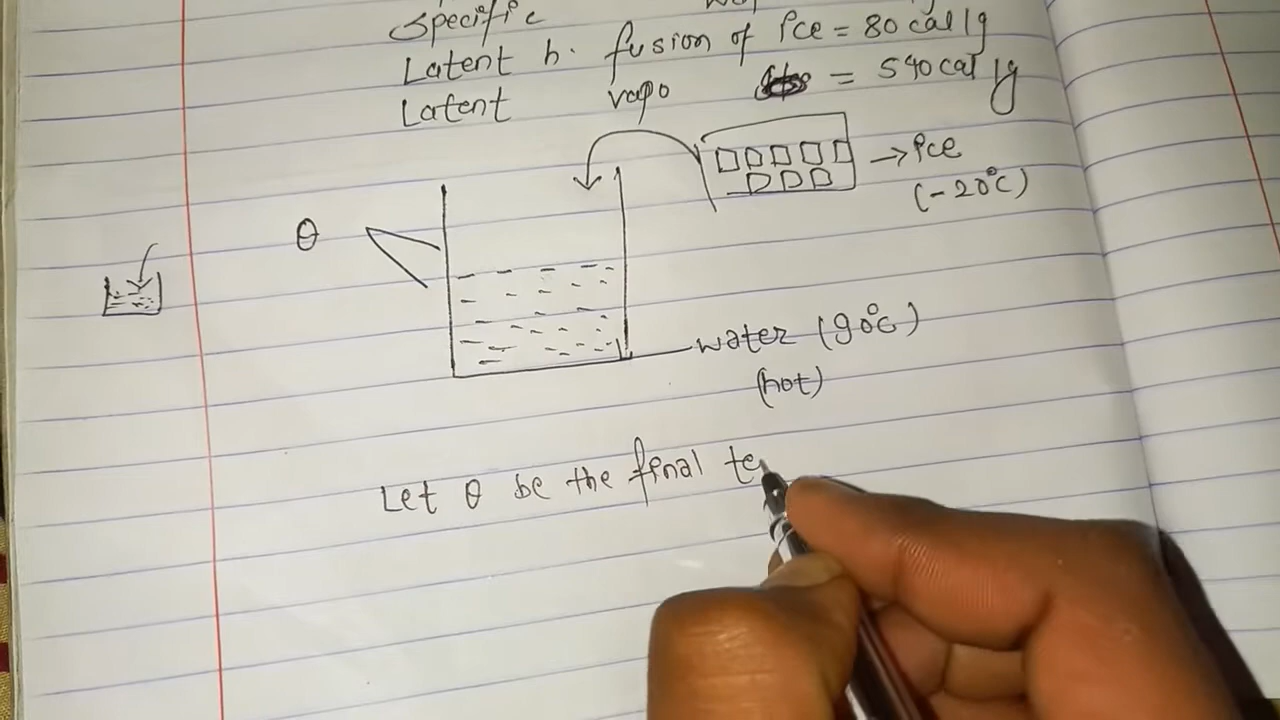 Specific
Latent h. fusion of Ice = 80 cal/g
Latent vapo = 540 cal/g
→ Ice
(-20°C)
θ
water (90°C)
(hot)
Let θ be the final te